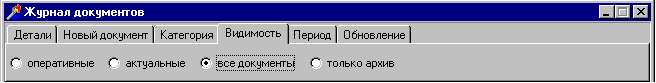 Журнал документов
Детали Новый документ Категория Видимость Период Обновление
оперативные актуальные все документы только архив